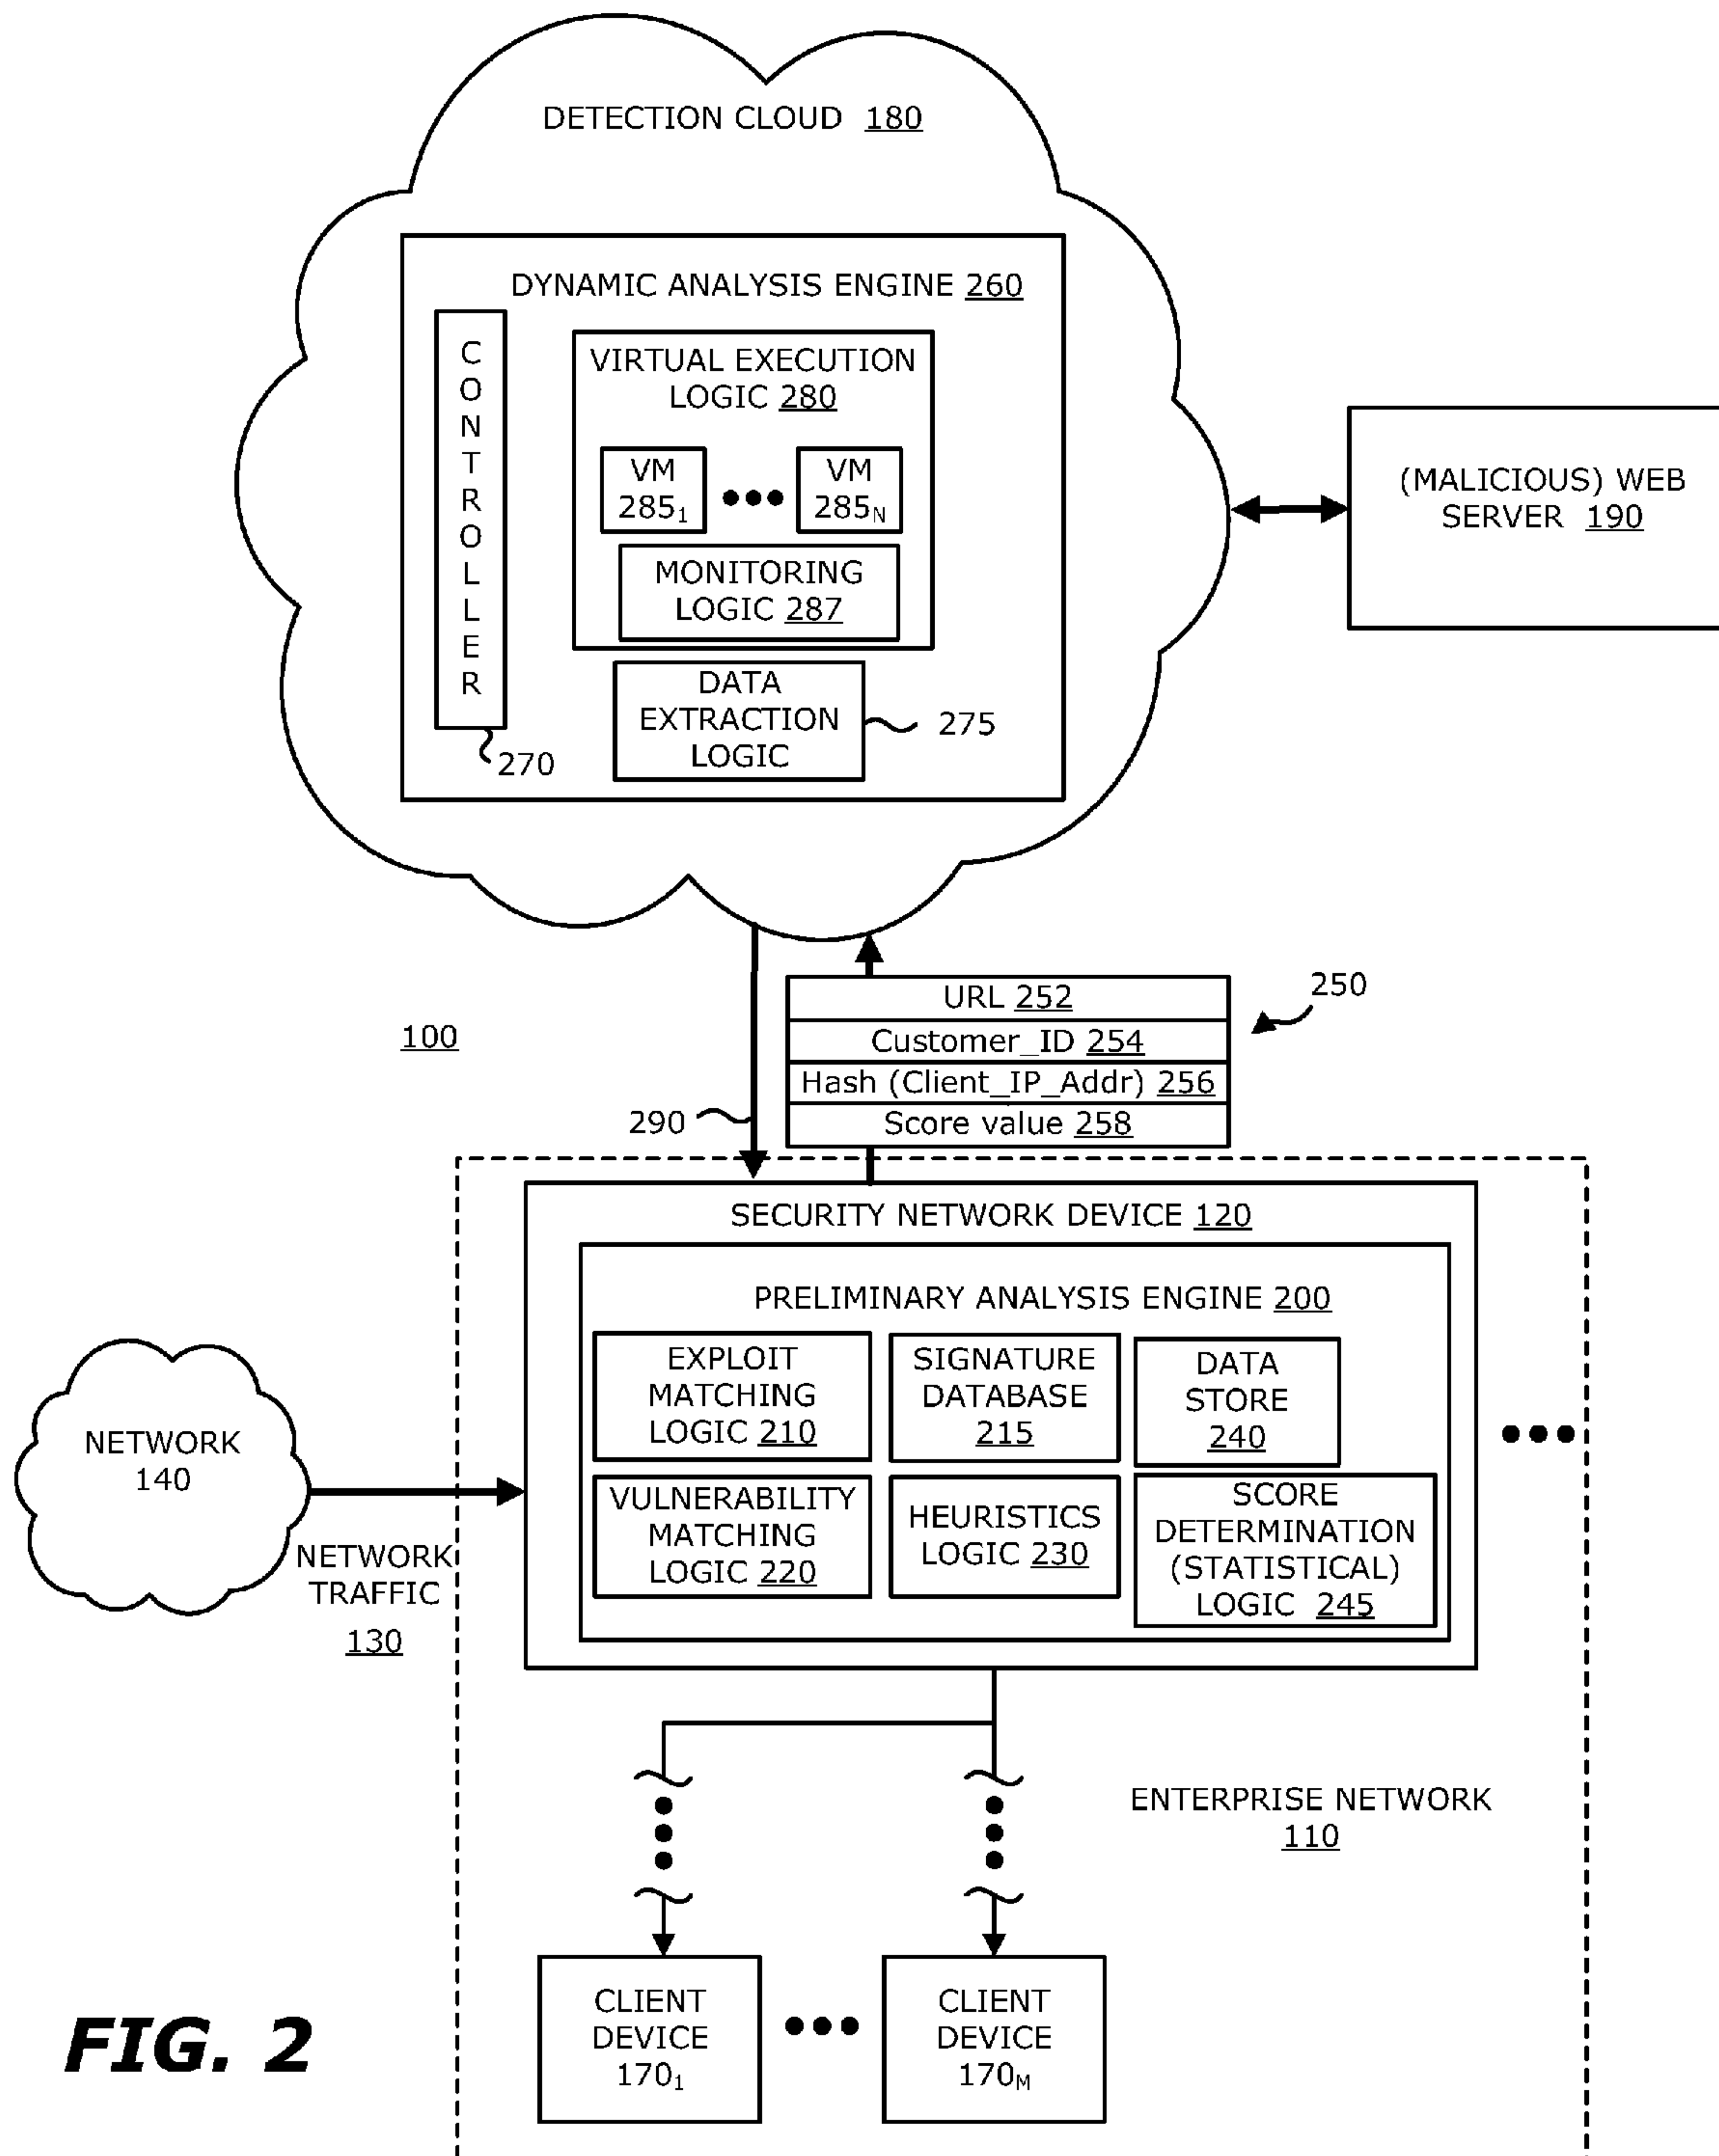 DETECTION CLOUD 180
DYNAMIC ANALYSIS ENGINE 260
CONTROLLER
270
VIRTUAL EXECUTION
LOGIC 280
VM
285₁
VM
285N
MONITORING
LOGIC 287
DATA
EXTRACTION
LOGIC
275
(MALICIOUS) WEB
SERVER 190
100
290
URL 252
Customer_ID 254
Hash (Client_IP_Addr) 256
Score value 258
250
SECURITY NETWORK DEVICE 120
PRELIMINARY ANALYSIS ENGINE 200
EXPLOIT
MATCHING
LOGIC 210
SIGNATURE
DATABASE
215
DATA
STORE
240
VULNERABILITY
MATCHING
LOGIC 220
HEURISTICS
LOGIC 230
SCORE
DETERMINATION
(STATISTICAL)
LOGIC 245
NETWORK
140
NETWORK
TRAFFIC
130
ENTERPRISE NETWORK
110
CLIENT
DEVICE
170₁
CLIENT
DEVICE
170M
FIG. 2